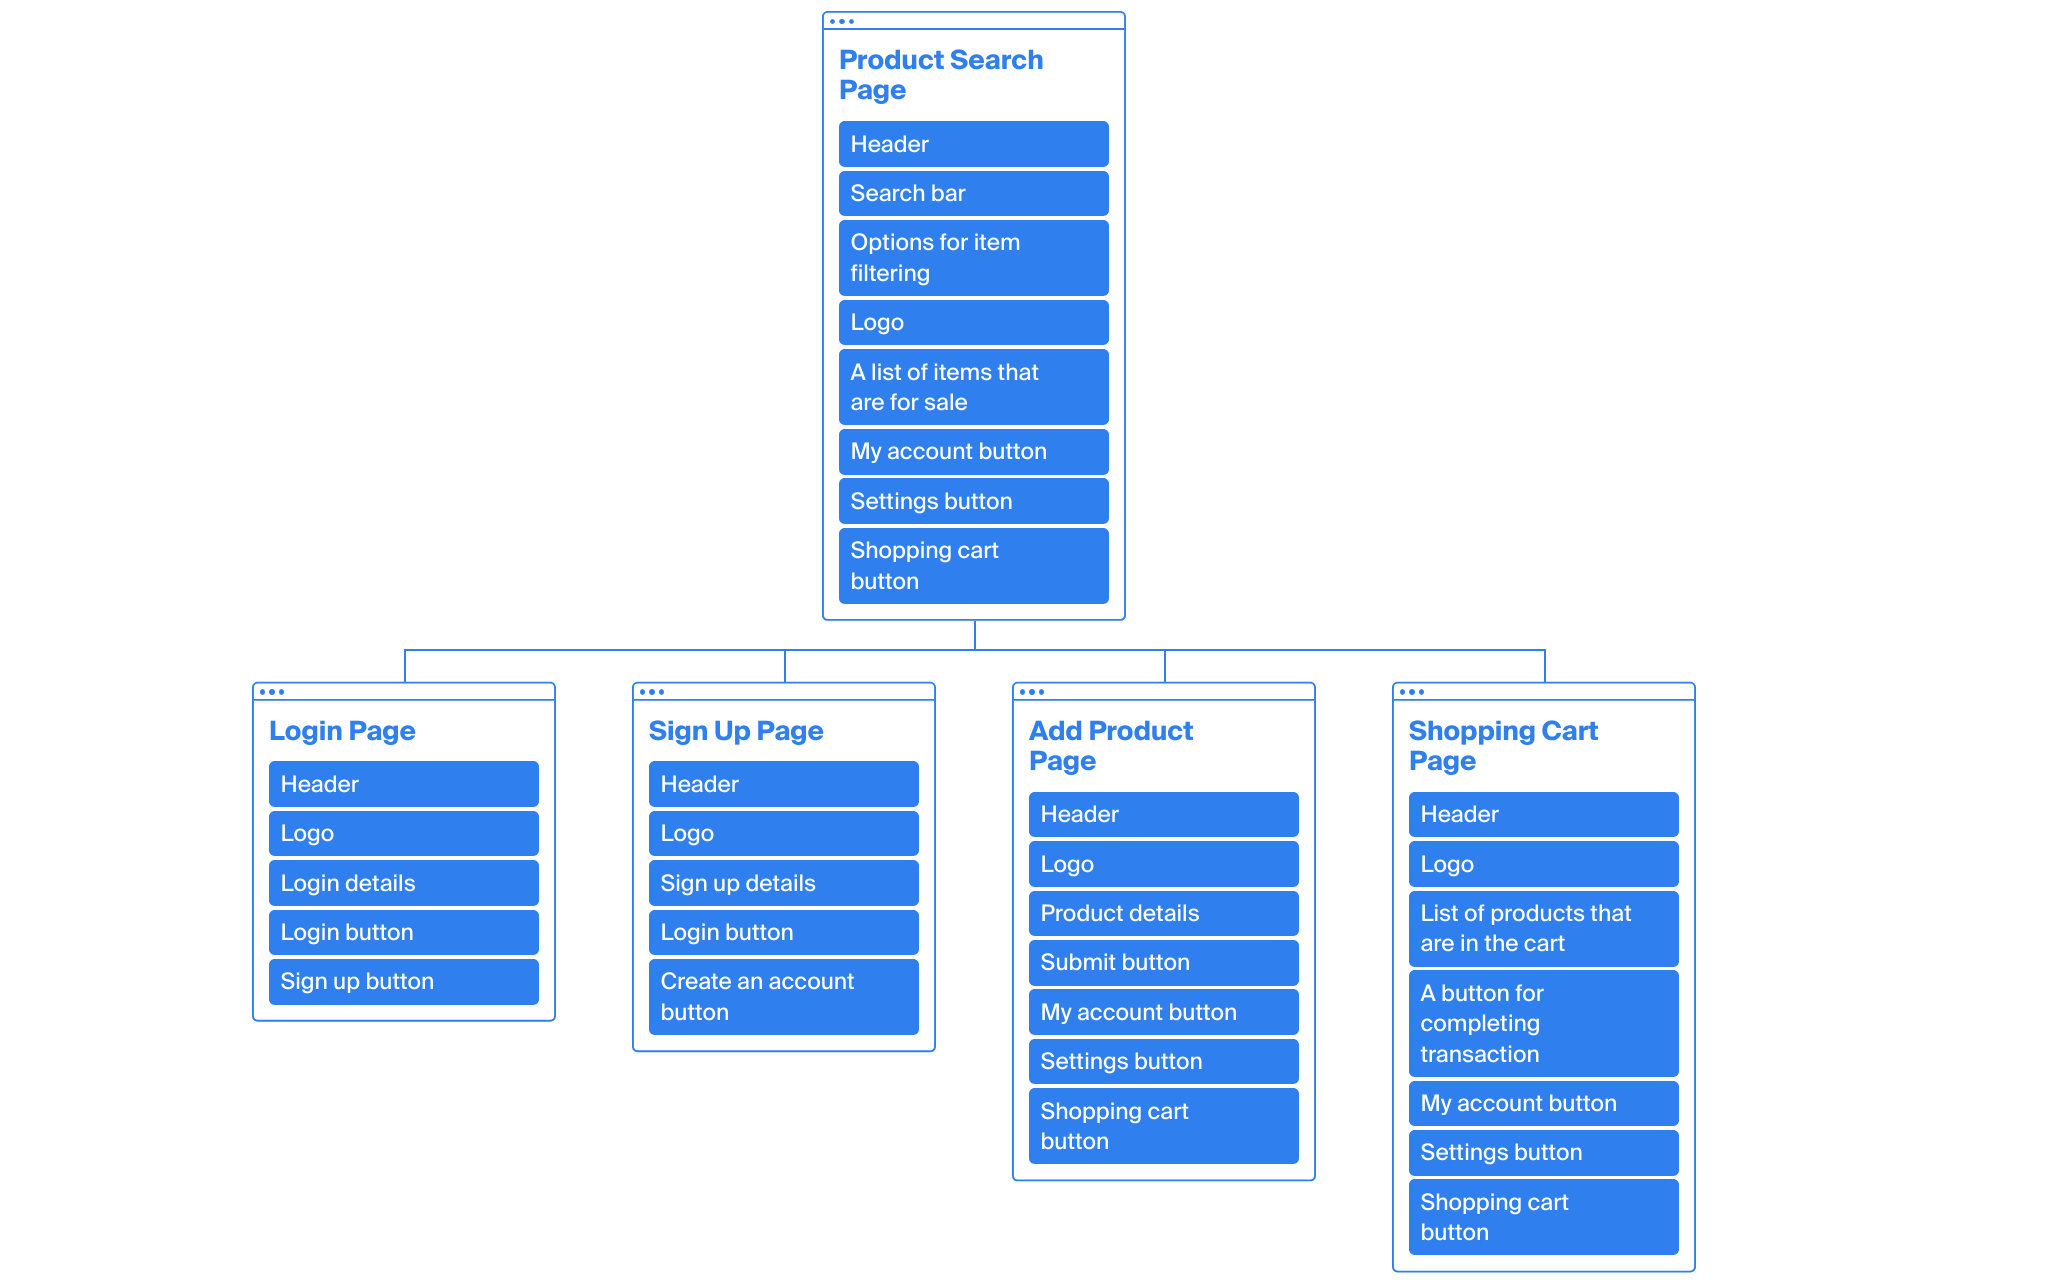 Product Search
Page
Header
Search bar
Options for item
filtering
Logo
A list of items that
are for sale
My account button
Settings button
Shopping cart
button
Login Page
Header
Logo
Login details
Login button
Sign up button
Sign Up Page
Header
Logo
Sign up details
Login button
Create an account
button
Add Product
Page
Header
Logo
Product details
Submit button
My account button
Settings button
Shopping cart
button
Shopping Cart
Page
Header
Logo
List of products that
are in the cart
A button for
completing
transaction
My account button
Settings button
Shopping cart
button